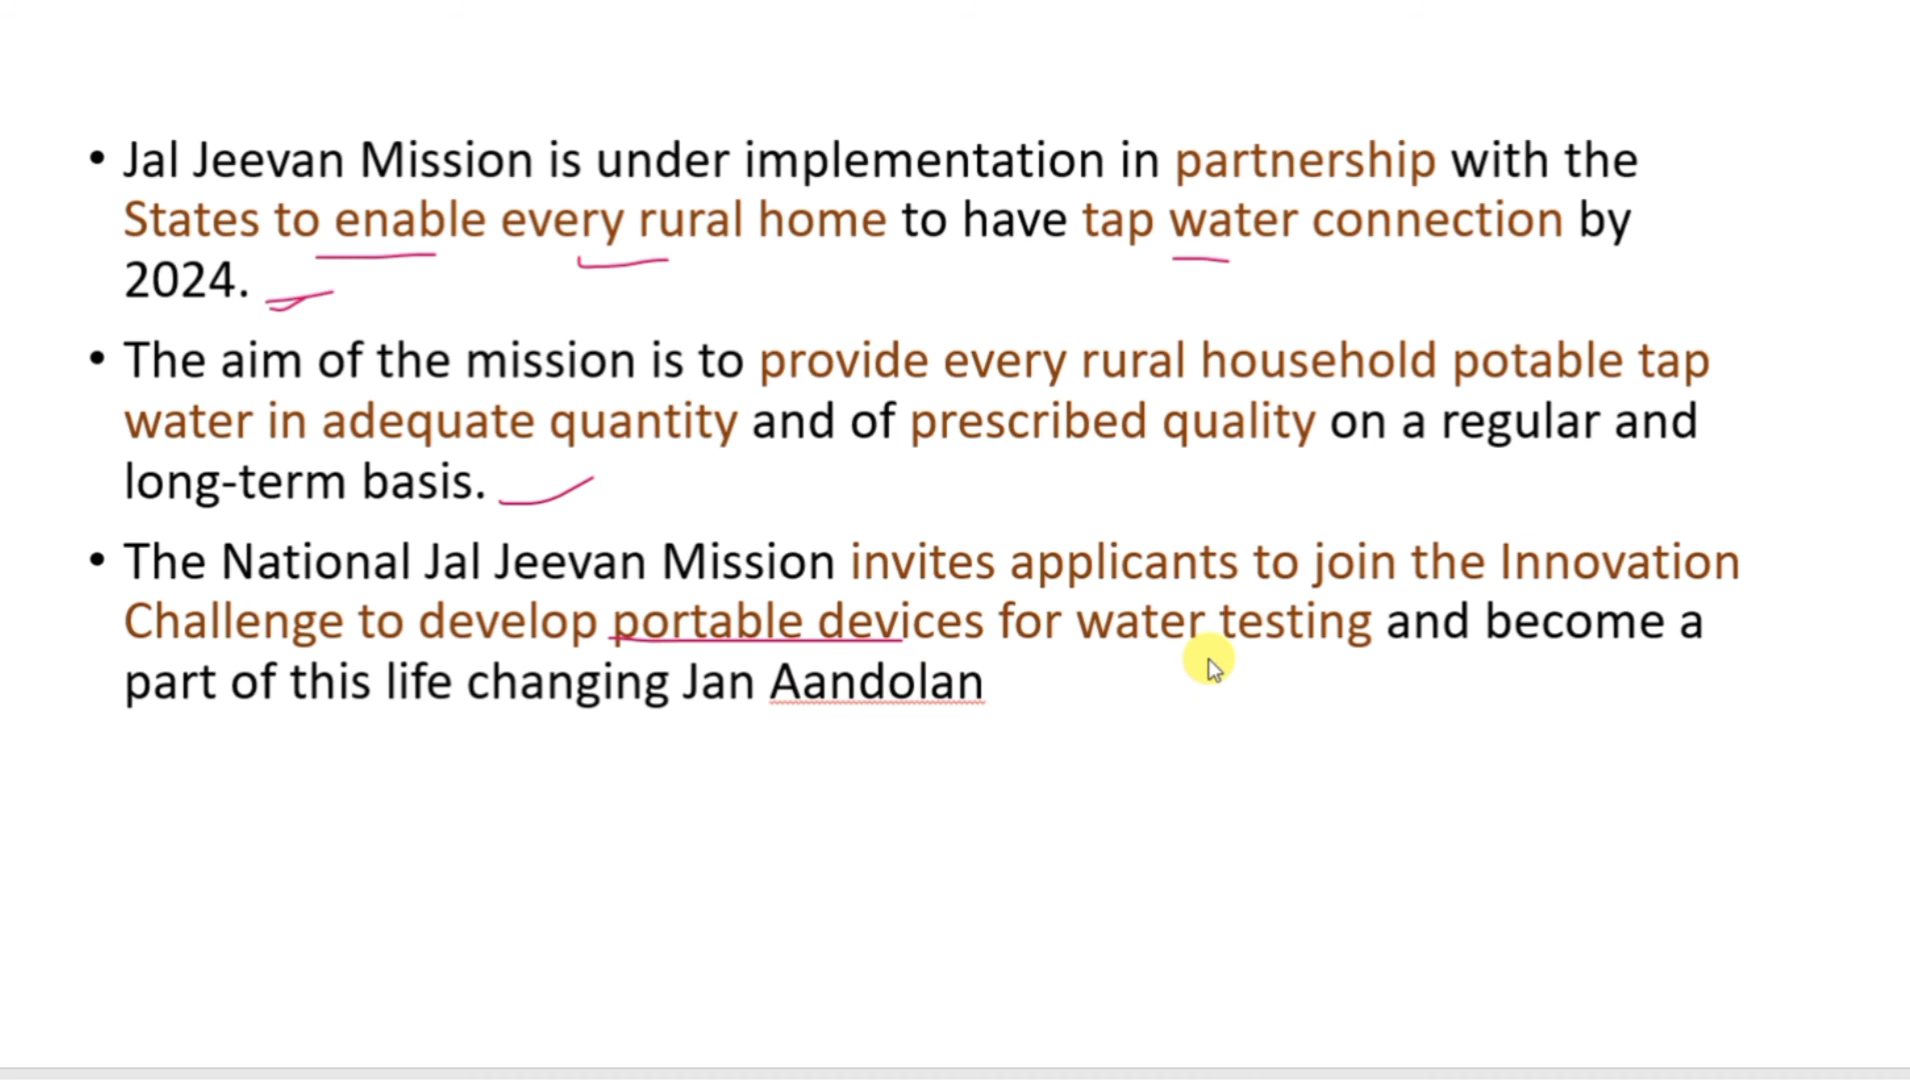 • Jal Jeevan Mission is under implementation in partnership with the
States to enable every rural home to have tap water connection by
2024.
• The aim of the mission is to provide every rural household potable tap
water in adequate quantity and of prescribed quality on a regular and
long-term basis.
• The National Jal Jeevan Mission invites applicants to join the Innovation
Challenge to develop portable devices for water testing and become a
part of this life changing Jan Aandolan